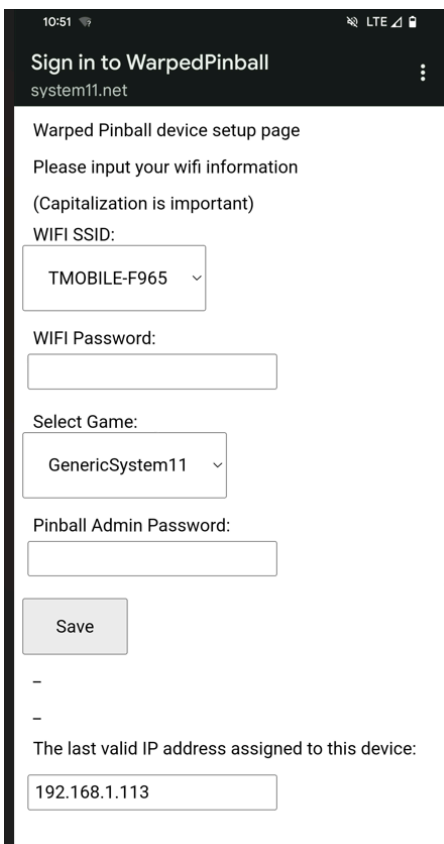 10:51
LTE
Sign in to WarpedPinball
system11.net
Warped Pinball device setup page
Please input your wifi information
(Capitalization is important)
WIFI SSID:
TMOBILE-F965
WIFI Password:
Select Game:
GenericSystem11
Pinball Admin Password:
Save
–
–
The last valid IP address assigned to this device:
192.168.1.113